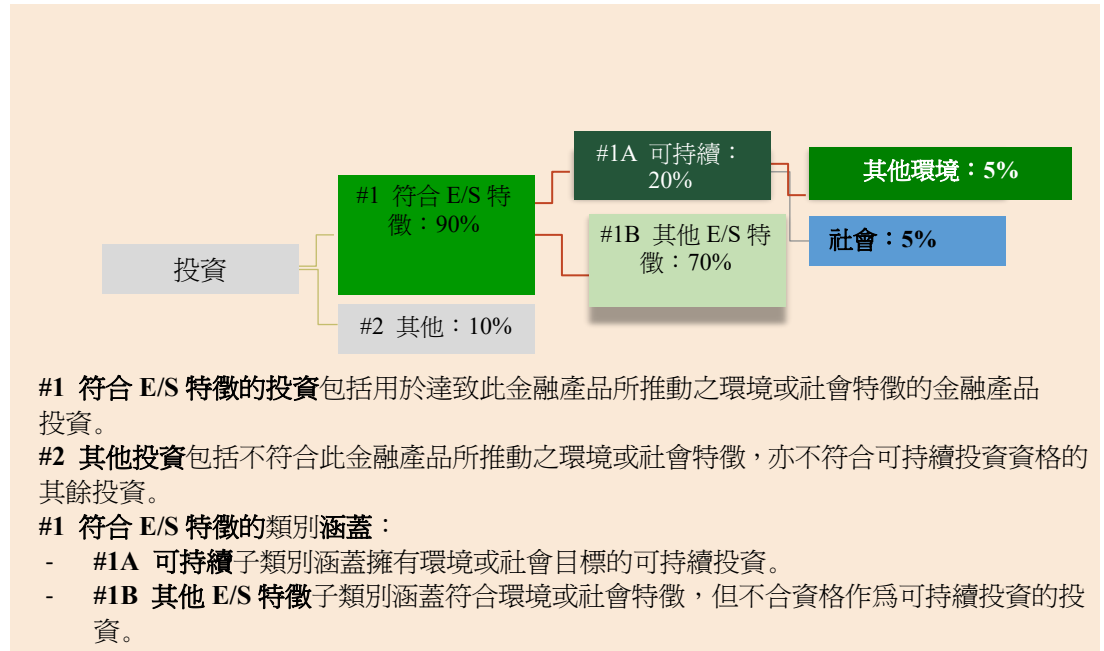 #1A 可持續：
20%
其他環境：5%
#1 符合 E/S 特
徵：90%
#1B 其他 E/S 特
徵：70%
社會：5%
投資
#2 其他：10%
#1 符合 E/S 特徵的投資包括用於達致此金融產品所推動之環境或社會特徵的金融產品
投資。
#2 其他投資包括不符合此金融產品所推動之環境或社會特徵，亦不符合可持續投資資格的
其餘投資。
#1 符合 E/S 特徵的類別涵蓋：
- #1A 可持續子類別涵蓋擁有環境或社會目標的可持續投資。
- #1B 其他 E/S 特徵子類別涵蓋符合環境或社會特徵，但不合資格作爲可持續投資的投
資。